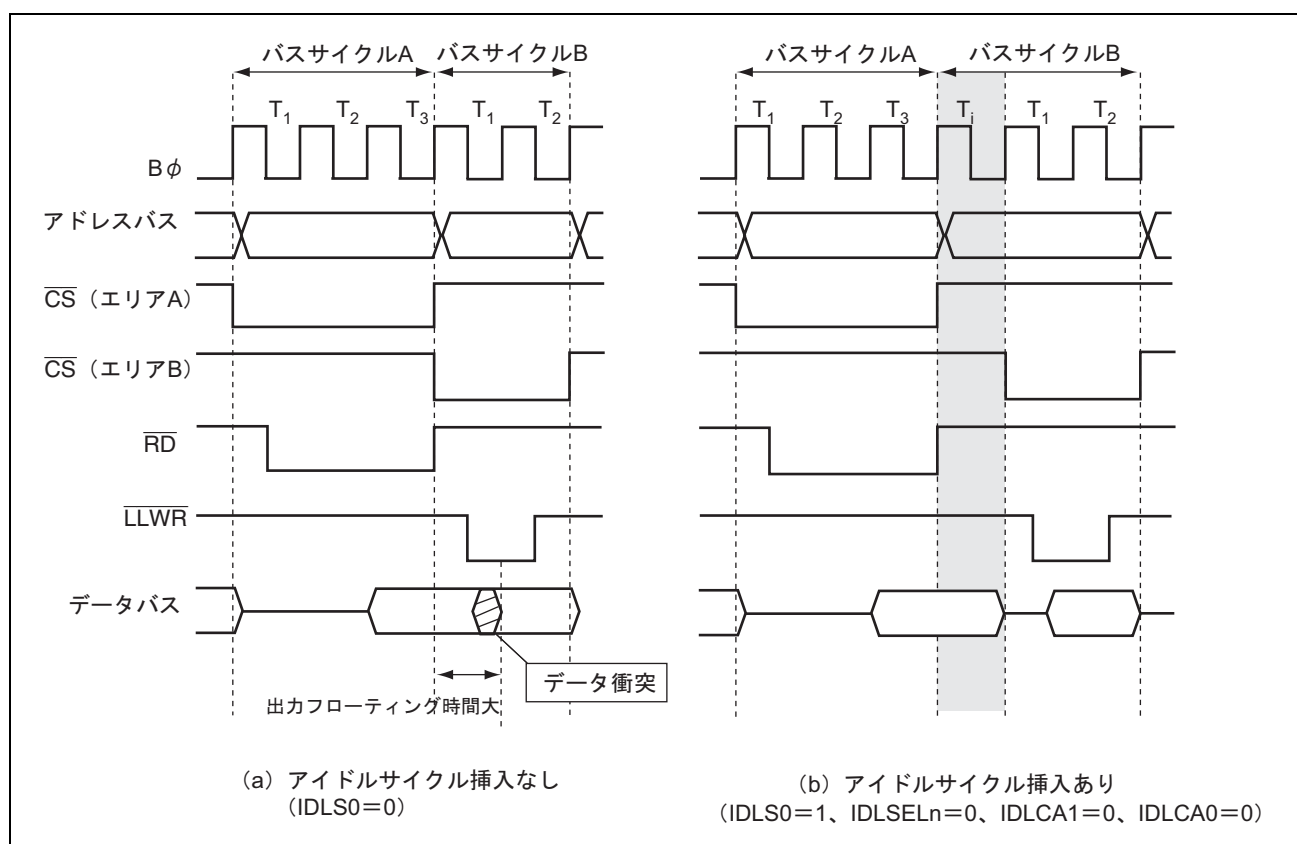 バスサイクルA バスサイクルB
T1 T2 T3 T1 T2
Bφ
アドレスバス
CS（エリアA）
CS（エリアB）
RD
LLWR
データバス
データ衝突
出力フローティング時間大
(a) アイドルサイクル挿入なし
（IDLS0＝0）
バスサイクルA バスサイクルB
T1 T2 T3 Ti T1 T2
(b) アイドルサイクル挿入あり
（IDLS0＝1、IDLSELn＝0、IDLCA1＝0、IDLCA0＝0）